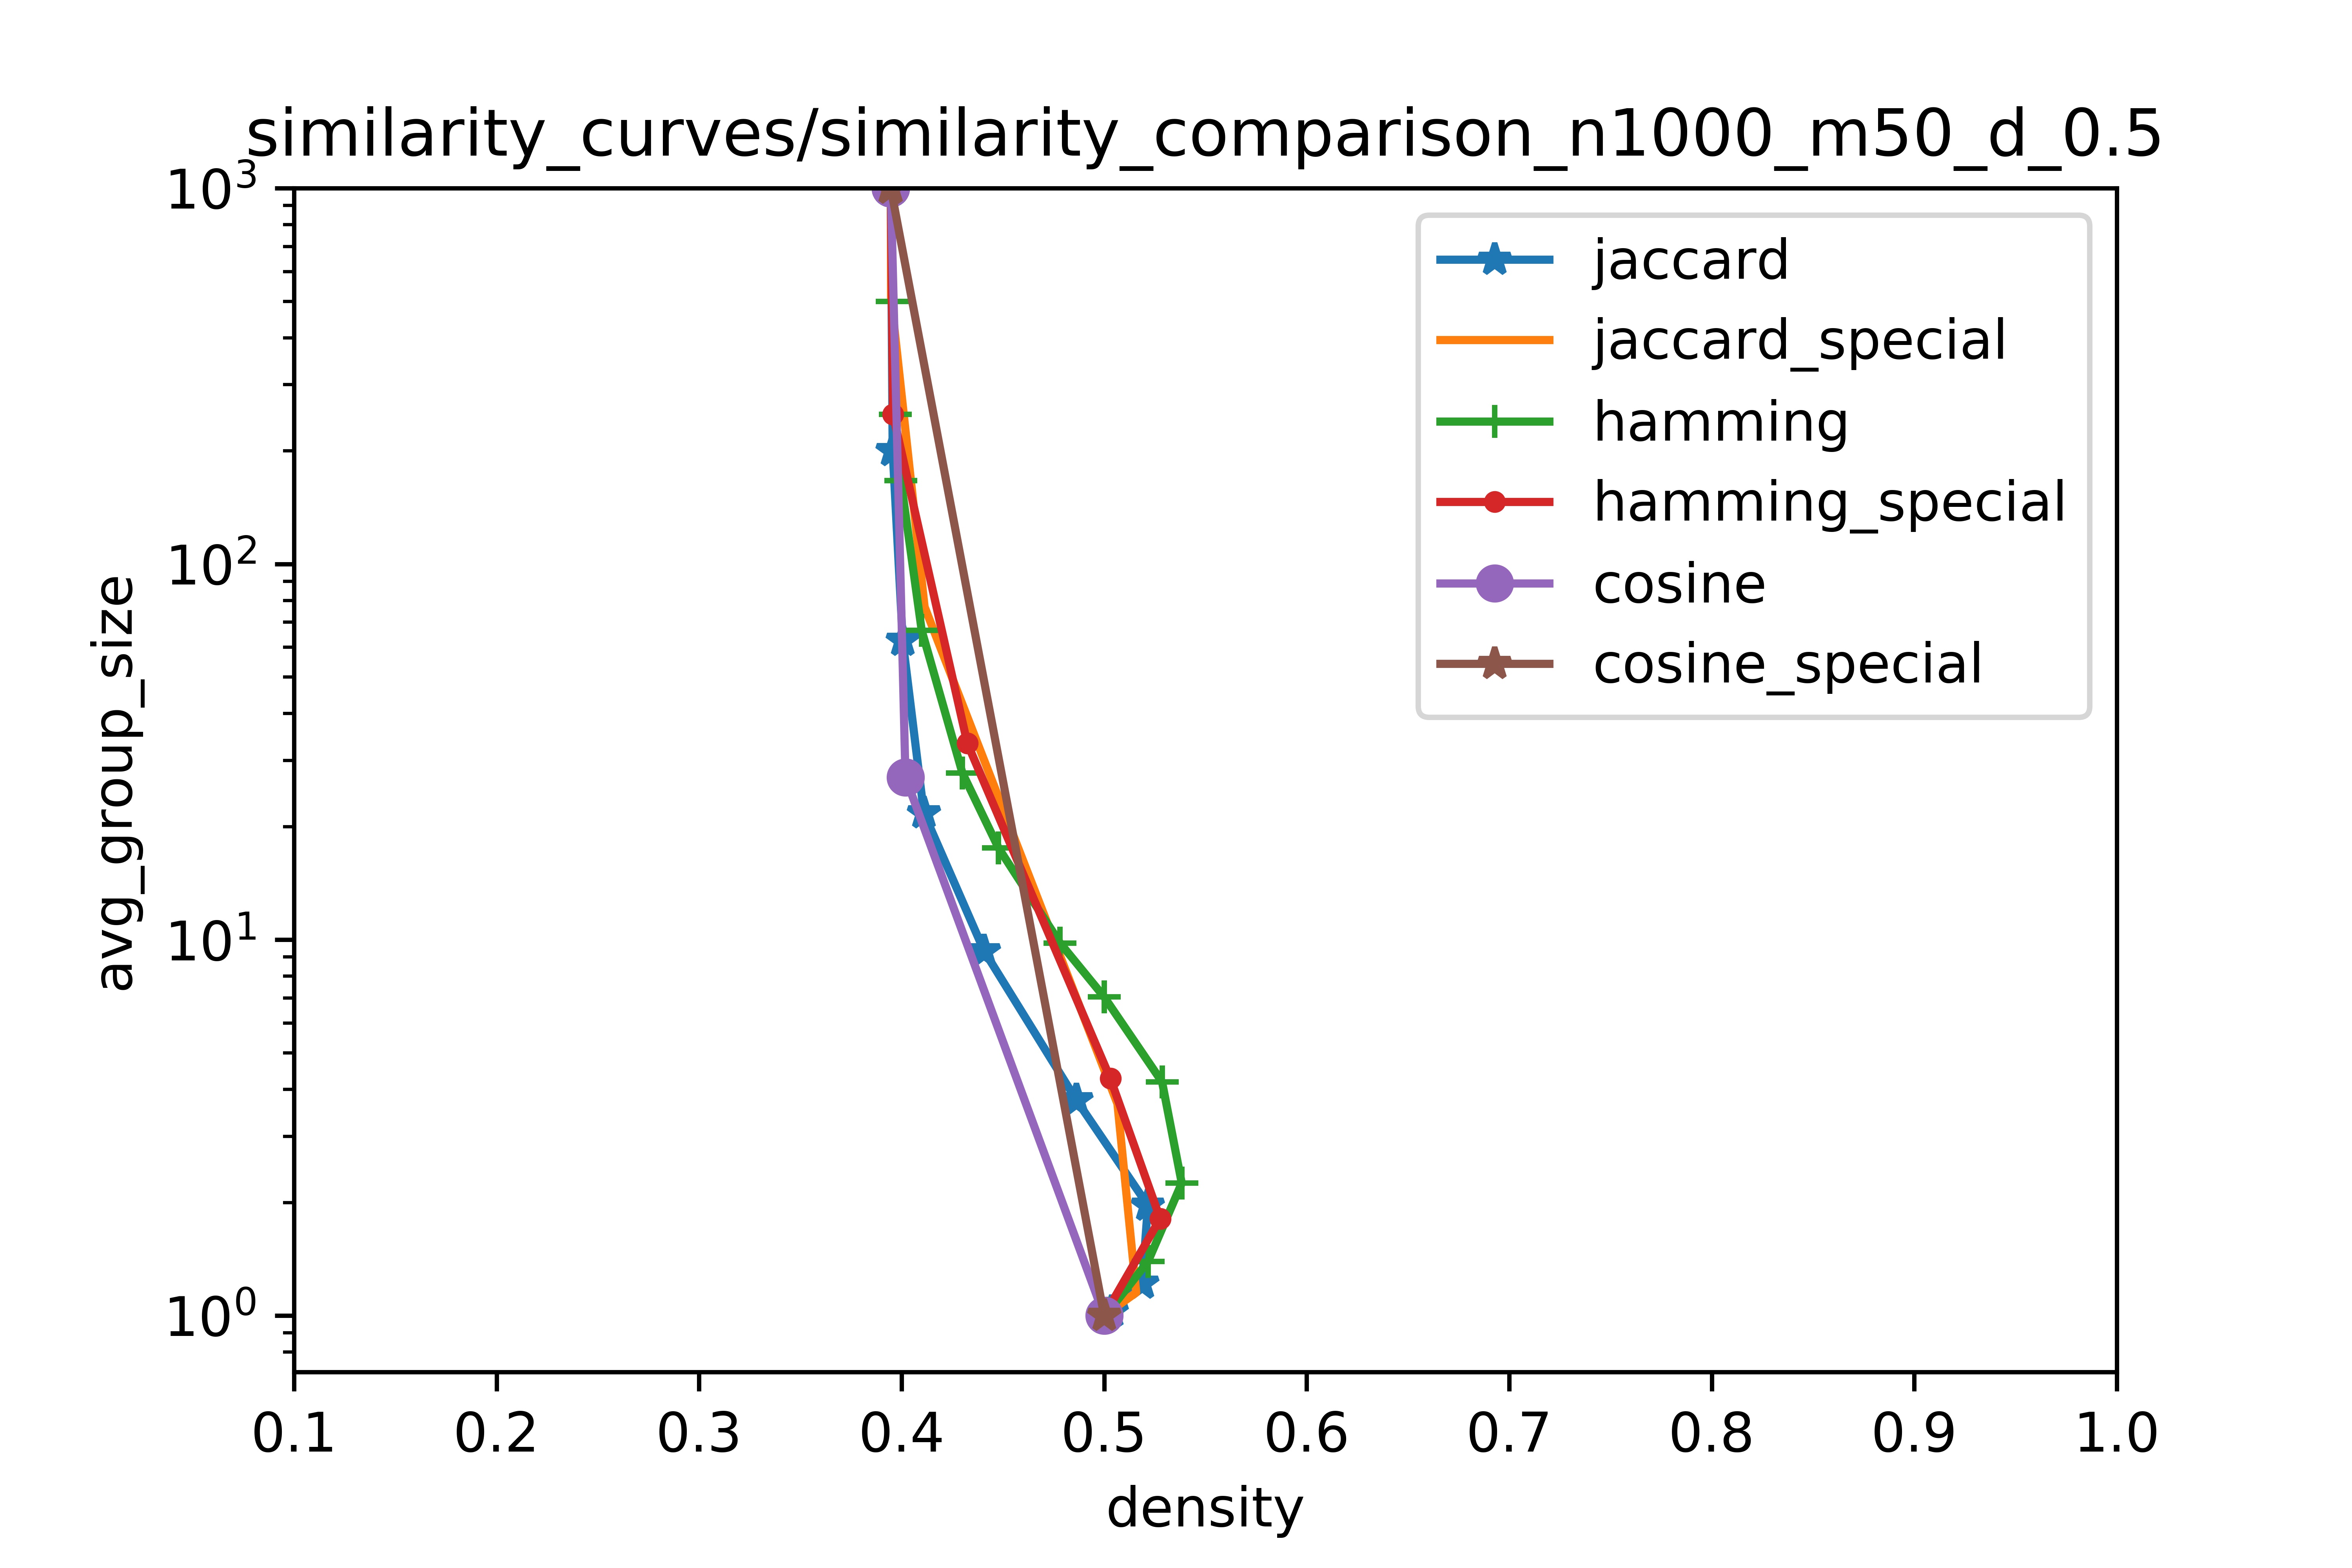 similarity_curves/similarity_comparison_n1000_m50_d_0.5
10³
10²
10¹
10⁰
avg_group_size
jaccard
jaccard_special
hamming
hamming_special
cosine
cosine_special
0.1 0.2 0.3 0.4 0.5 0.6 0.7 0.8 0.9 1.0
density